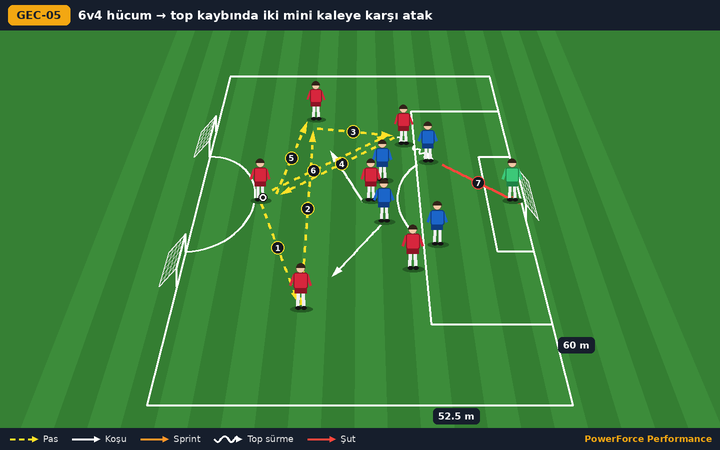 GEC-05 6v4 hücum → top kaybında iki mini kaleye karşı atak
3
5
4
6
7
2
1
60 m
52.5 m
Pas Koşu Sprint Top sürme Şut PowerForce Performance